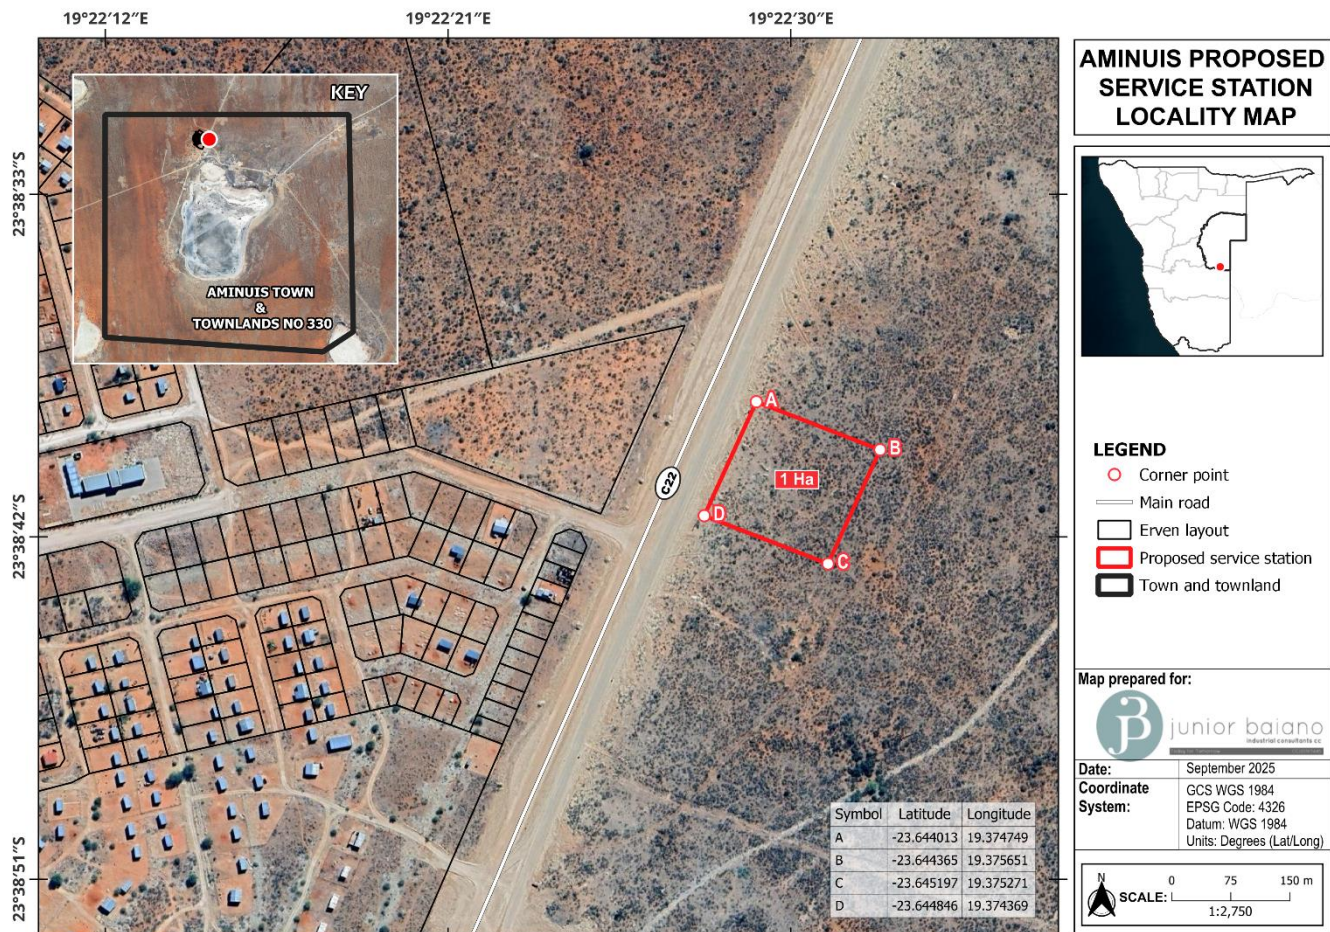 19°22′12″E
19°22′21″E
19°22′30″E
23°38′33″S
23°38′42″S
23°38′51″S
KEY
AMINUIS TOWN
&
TOWNLANDS NO 330
A
B
1 Ha
C22
D
C
Symbol Latitude Longitude
A -23.644013 19.374749
B -23.644365 19.375651
C -23.645197 19.375271
D -23.644846 19.374369
AMINUIS PROPOSED
SERVICE STATION
LOCALITY MAP
LEGEND
Corner point
Main road
Erven layout
Proposed service station
Town and townland
Map prepared for:
JB
junior baiano
industrial consultants cc
Date: September 2025
Coordinate System: GCS WGS 1984
EPSG Code: 4326
Datum: WGS 1984
Units: Degrees (Lat/Long)
N
SCALE:
0 75 150 m
1:2,750